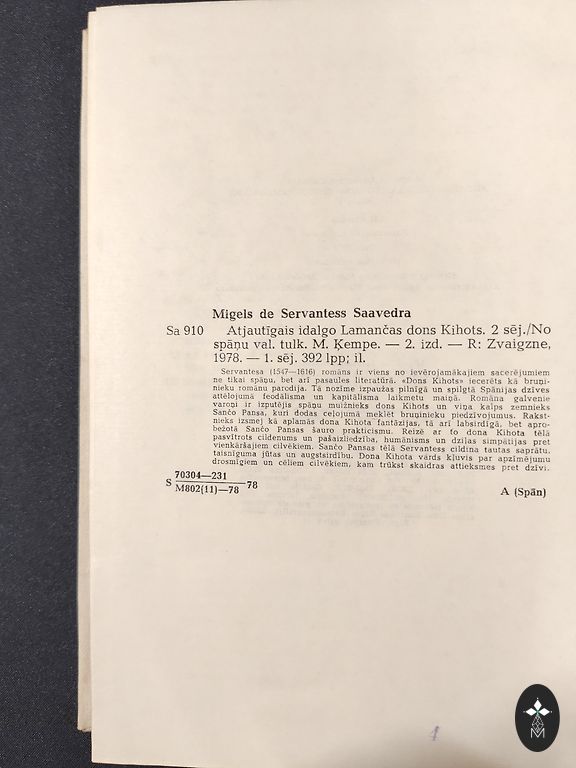 Migels de Servantess Saavedra
Sa 910 Atjautīgais idalgo Lamančas dons Kihots. 2 sēj./No
spāņu val. tulk. M. Ķempe. — 2. izd. — R: Zvaigzne,
1978. — 1. sēj. 392 lpp; il.
Servantesa (1547—1616) romāns ir viens no ievērojamākajiem sacerējumiem
ne tikai spāņu, bet arī pasaules literatūrā. «Dons Kihots» iecerēts kā bruņi-
nieku romānu parodija. Tā nozīme izpaužas pilnīgā un spilgtā Spānijas dzīves
attēlojumā feodālisma un kapitālisma laikmetu maiņā. Romāna galvenie
varoņi ir izputējis spāņu muižnieks dons Kihots un viņa kalps zemnieks
Sančo Pansa, kuri dodas ceļojumā meklēt bruņinieku piedzīvojumus. Rakst-
nieks izsmej kā aplamās dona Kihota fantāzijas, tā arī labsirdīgā, bet apro-
bežotā Sančo Pansas šauro prakticismu. Reizē ar to dona Kihota tēlā
pasvītrots cildenums un pašaizliedzība, humānisms un dziļas simpātijas pret
vienkāršajiem cilvēkiem. Sančo Pansas tēlā Servantess cildina tautas saprātu,
taisnīguma jūtas un augstsirdību. Dona Kihota vārds kļuvis par apzīmējumu
drosmīgiem un cēliem cilvēkiem, kam trūkst skaidras attieksmes pret dzīvi.
S 70304—231
M802(11)—78 -78
A (Spān)
1
M